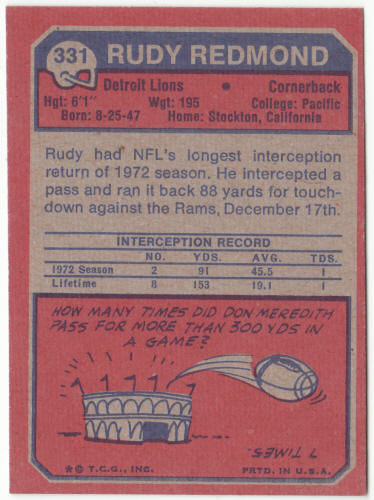 331 RUDY REDMOND
Detroit Lions • Cornerback
Hgt: 6'1" Wgt: 195 College: Pacific
Born: 8-25-47 Home: Stockton, California
Rudy had NFL's longest interception
return of 1972 season. He intercepted a
pass and ran it back 88 yards for touch-
down against the Rams, December 17th.
INTERCEPTION RECORD
NO. YDS. AVG. TDS.
1972 Season 2 91 45.5 1
Lifetime 8 153 19.1 1
HOW MANY TIMES DID DON MEREDITH
PASS FOR MORE THAN 300 YDS IN
A GAME?
7 TIMES.
* © T.C.G., INC. PRTD. IN U.S.A.